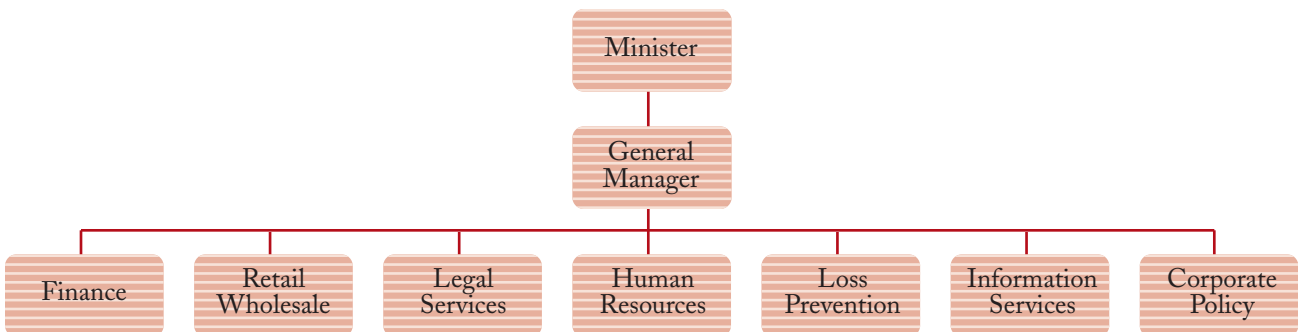 Minister
General
Manager
Finance
Retail
Wholesale
Legal
Services
Human
Resources
Loss
Prevention
Information
Services
Corporate
Policy